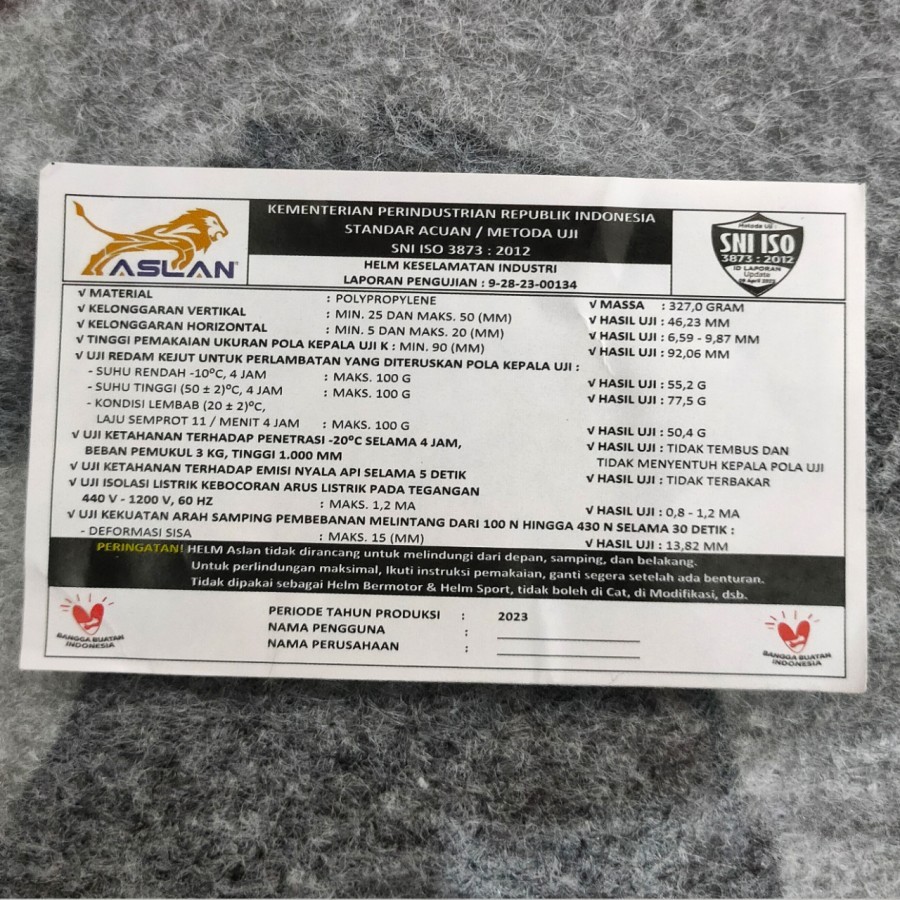 ASLAN
KEMENTERIAN PERINDUSTRIAN REPUBLIK INDONESIA
STANDAR ACUAN / METODA UJI
SNI ISO 3873 : 2012
HELM KESELAMATAN INDUSTRI
LAPORAN PENGUJIAN : 9-28-23-00134
Metoda Uji :
SNI ISO
3873 : 2012
ID LAPORAN
Update
√ MATERIAL : POLYPROPYLENE √ MASSA : 327,0 GRAM
√ KELONGGARAN VERTIKAL : MIN. 25 DAN MAKS. 50 (MM) √ HASIL UJI : 46,23 MM
√ KELONGGARAN HORIZONTAL : MIN. 5 DAN MAKS. 20 (MM) √ HASIL UJI : 6,59 - 9,87 MM
√ TINGGI PEMAKAIAN UKURAN POLA KEPALA UJI K : MIN. 90 (MM) √ HASIL UJI : 92,06 MM
√ UJI REDAM KEJUT UNTUK PERLAMBATAN YANG DITERUSKAN POLA KEPALA UJI :
- SUHU RENDAH -10°C, 4 JAM : MAKS. 100 G √ HASIL UJI : 55,2 G
- SUHU TINGGI (50 ± 2)°C, 4 JAM : MAKS. 100 G √ HASIL UJI : 77,5 G
- KONDISI LEMBAB (20 ± 2)°C,
LAJU SEMPROT 11 / MENIT 4 JAM : MAKS. 100 G √ HASIL UJI : 50,4 G
√ UJI KETAHANAN TERHADAP PENETRASI -20°C SELAMA 4 JAM, √ HASIL UJI : TIDAK TEMBUS DAN
BEBAN PEMUKUL 3 KG, TINGGI 1.000 MM TIDAK MENYENTUH KEPALA POLA UJI
√ UJI KETAHANAN TERHADAP EMISI NYALA API SELAMA 5 DETIK √ HASIL UJI : TIDAK TERBAKAR
√ UJI ISOLASI LISTRIK KEBOCORAN ARUS LISTRIK PADA TEGANGAN
440 V - 1200 V, 60 HZ : MAKS. 1,2 MA √ HASIL UJI : 0,8 - 1,2 MA
√ UJI KEKUATAN ARAH SAMPING PEMBEBANAN MELINTANG DARI 100 N HINGGA 430 N SELAMA 30 DETIK :
- DEFORMASI SISA : MAKS. 15 (MM) √ HASIL UJI : 13,82 MM
PERINGATAN! HELM Aslan tidak dirancang untuk melindungi dari depan, samping, dan belakang.
Untuk perlindungan maksimal, Ikuti instruksi pemakaian, ganti segera setelah ada benturan.
Tidak dipakai sebagai Helm Bermotor & Helm Sport, tidak boleh di Cat, di Modifikasi, dsb.
PERIODE TAHUN PRODUKSI : 2023
NAMA PENGGUNA :
NAMA PERUSAHAAN :
BANGGA BUATAN
INDONESIA
BANGGA BUATAN
INDONESIA